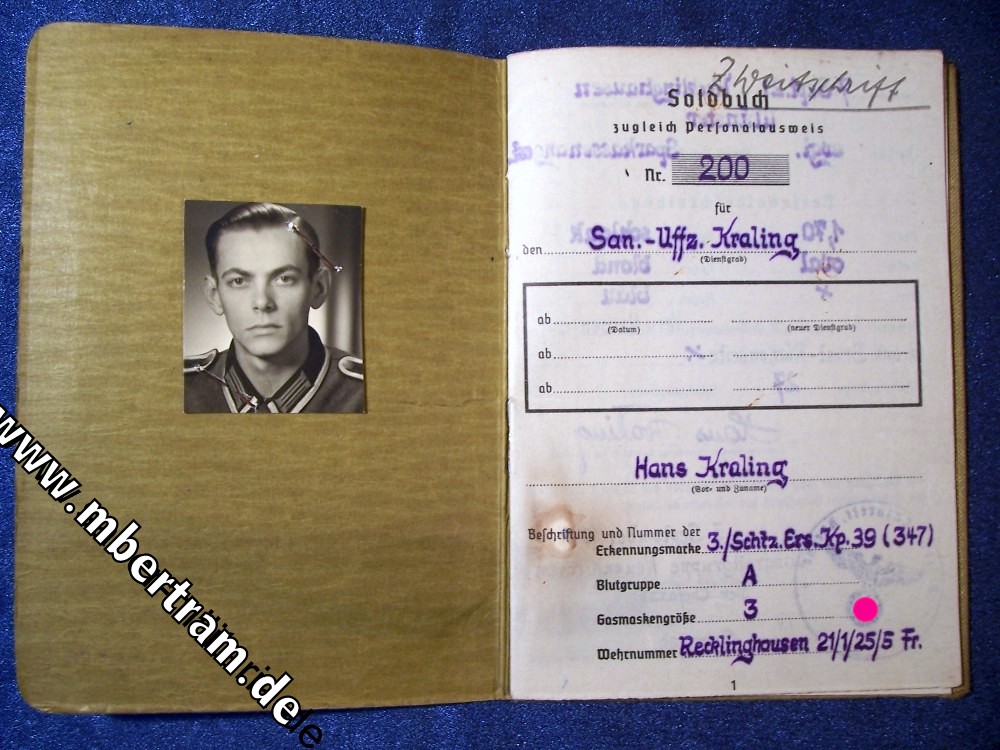 www.mbertram.de
Zweitschrift
Soldbuch
zugleich Personalausweis
Nr. 200
für
den San.-Uffz. Kraling
(Dienstgrad)
ab
(Datum) (neuer Dienstgrad)
ab
ab
Hans Kraling
(Vor- und Zuname)
Beschriftung und Nummer der
Erkennungsmarke 3./Schtz.Ers.Kp.39 (347)
Blutgruppe A
Gasmaskengröße 3
Wehrnummer Recklinghausen 21/1/25/5 Fr.
1